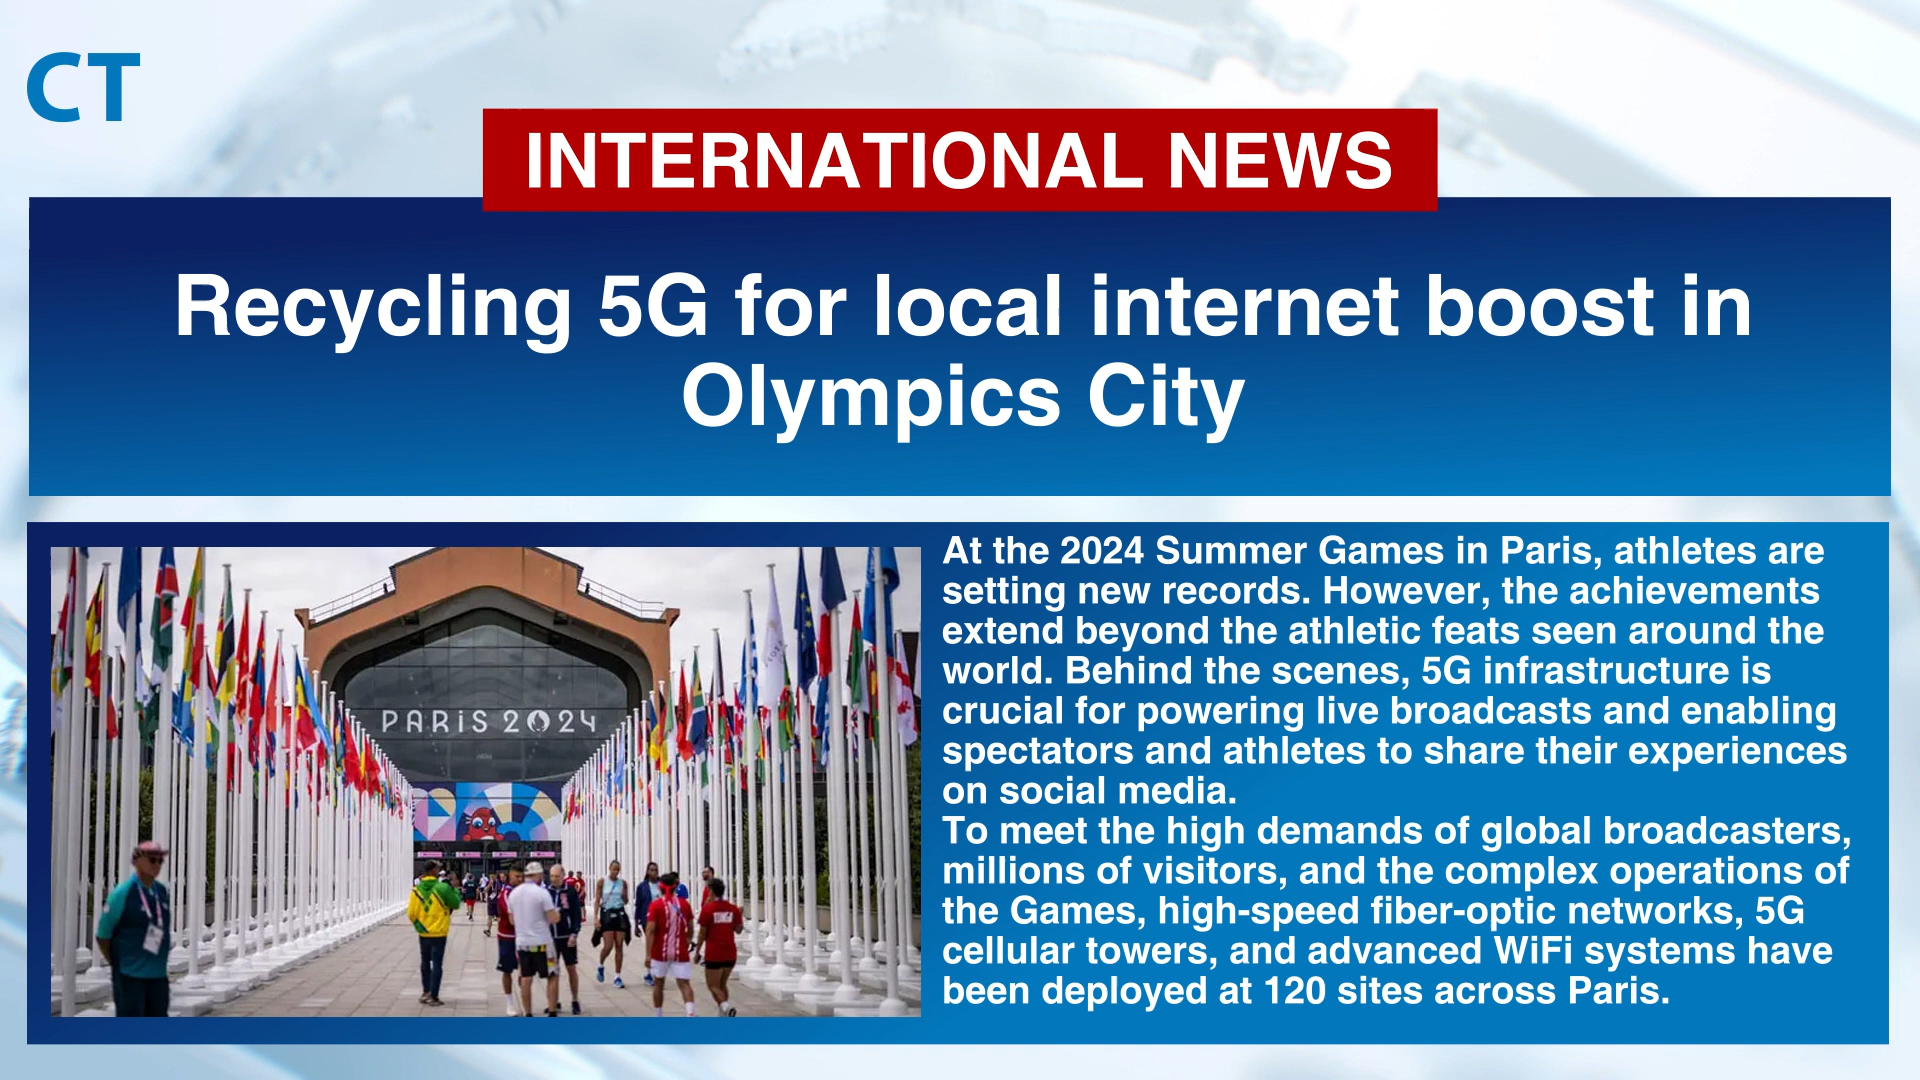 CT
INTERNATIONAL NEWS
Recycling 5G for local internet boost in
Olympics City
PARIS 2024
At the 2024 Summer Games in Paris, athletes are
setting new records. However, the achievements
extend beyond the athletic feats seen around the
world. Behind the scenes, 5G infrastructure is
crucial for powering live broadcasts and enabling
spectators and athletes to share their experiences
on social media.
To meet the high demands of global broadcasters,
millions of visitors, and the complex operations of
the Games, high-speed fiber-optic networks, 5G
cellular towers, and advanced WiFi systems have
been deployed at 120 sites across Paris.